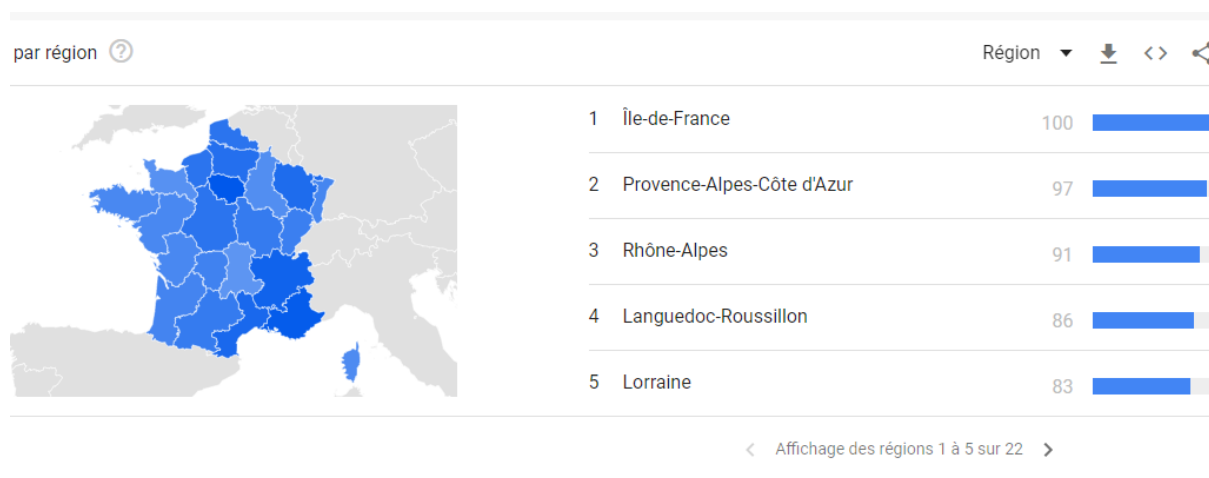 par région ?
Région
1 Île-de-France 100
2 Provence-Alpes-Côte d'Azur 97
3 Rhône-Alpes 91
4 Languedoc-Roussillon 86
5 Lorraine 83
Affichage des régions 1 à 5 sur 22